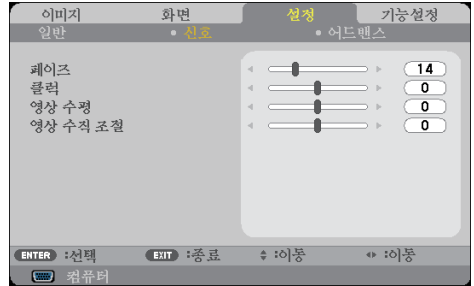 이미지 화면 설정 기능설정
일반 • 신호 • 어드밴스
페이즈 14
클럭 0
영상 수평 0
영상 수직 조절 0
ENTER :선택 EXIT :종료 :이동 :이동
컴퓨터